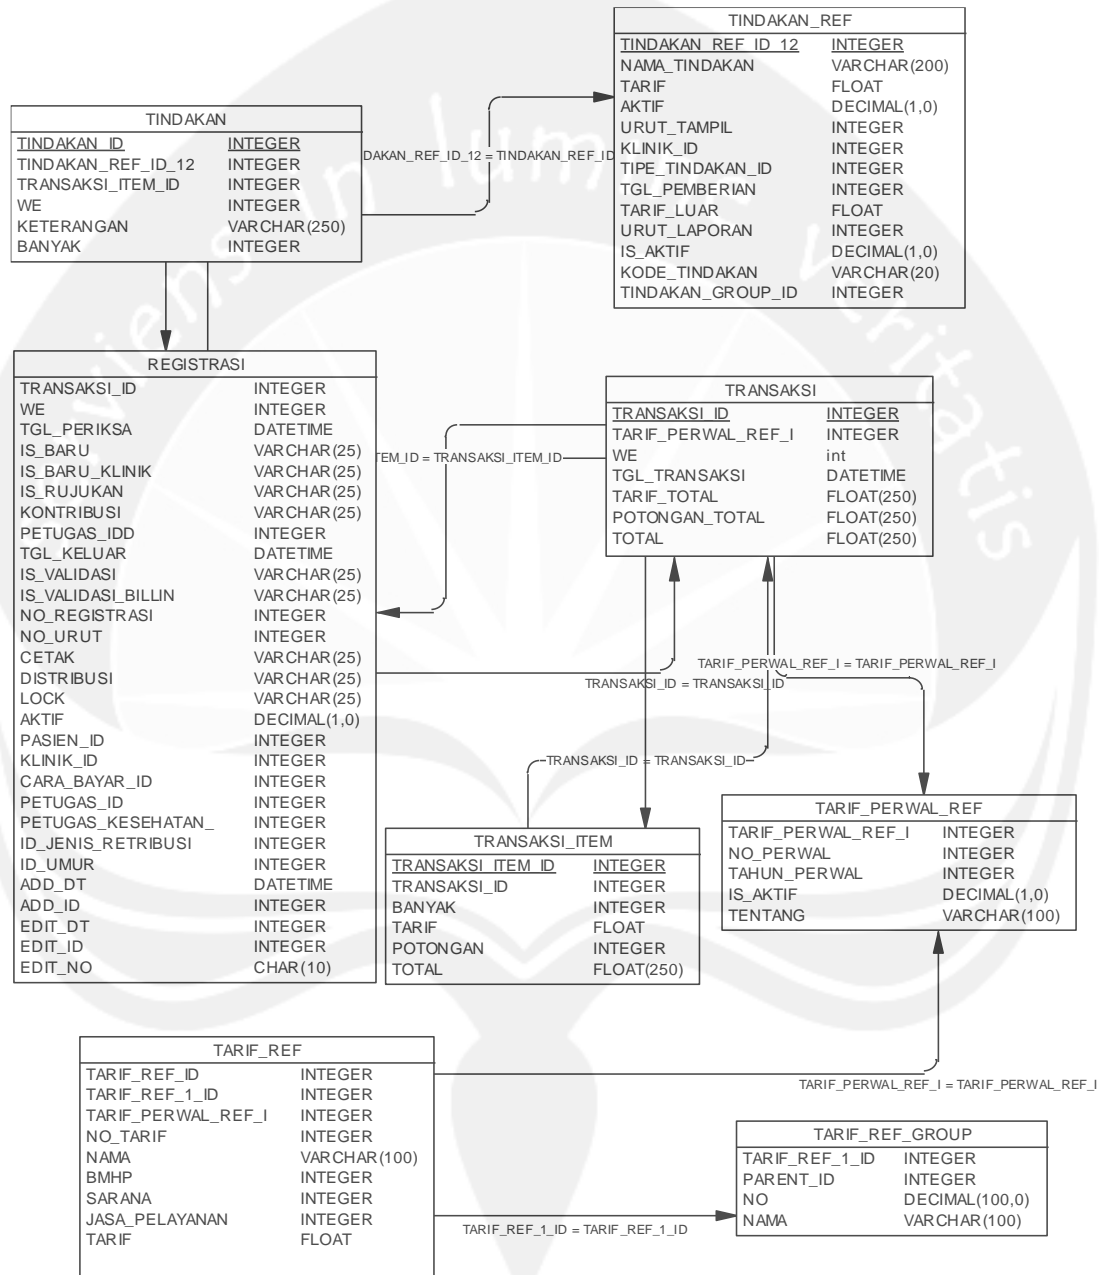 TINDAKAN_REF
TINDAKAN_REF_ID_12 INTEGER
NAMA_TINDAKAN VARCHAR(200)
TARIF FLOAT
AKTIF DECIMAL(1,0)
URUT_TAMPIL INTEGER
KLINIK_ID INTEGER
TIPE_TINDAKAN_ID INTEGER
TGL_PEMBERIAN INTEGER
TARIF_LUAR FLOAT
URUT_LAPORAN INTEGER
IS_AKTIF DECIMAL(1,0)
KODE_TINDAKAN VARCHAR(20)
TINDAKAN_GROUP_ID INTEGER
TINDAKAN
TINDAKAN_ID INTEGER
TINDAKAN_REF_ID_12 INTEGER
TRANSAKSI_ITEM_ID INTEGER
WE INTEGER
KETERANGAN VARCHAR(250)
BANYAK INTEGER
DAKAN_REF_ID_12 = TINDAKAN_REF_ID
REGISTRASI
TRANSAKSI_ID INTEGER
WE INTEGER
TGL_PERIKSA DATETIME
IS_BARU VARCHAR(25)
IS_BARU_KLINIK VARCHAR(25)
IS_RUJUKAN VARCHAR(25)
KONTRIBUSI VARCHAR(25)
PETUGAS_IDD INTEGER
TGL_KELUAR DATETIME
IS_VALIDASI VARCHAR(25)
IS_VALIDASI_BILLIN VARCHAR(25)
NO_REGISTRASI INTEGER
NO_URUT INTEGER
CETAK VARCHAR(25)
DISTRIBUSI VARCHAR(25)
LOCK VARCHAR(25)
AKTIF DECIMAL(1,0)
PASIEN_ID INTEGER
KLINIK_ID INTEGER
CARA_BAYAR_ID INTEGER
PETUGAS_ID INTEGER
PETUGAS_KESEHATAN_ INTEGER
ID_JENIS_RETRIBUSI INTEGER
ID_UMUR INTEGER
ADD_DT DATETIME
ADD_ID INTEGER
EDIT_DT INTEGER
EDIT_ID INTEGER
EDIT_NO CHAR(10)
TEM_ID = TRANSAKSI_ITEM_ID
TRANSAKSI
TRANSAKSI_ID INTEGER
TARIF_PERWAL_REF_I INTEGER
WE int
TGL_TRANSAKSI DATETIME
TARIF_TOTAL FLOAT(250)
POTONGAN_TOTAL FLOAT(250)
TOTAL FLOAT(250)
TARIF_PERWAL_REF_I = TARIF_PERWAL_REF_I
TRANSAKSI_ID = TRANSAKSI_ID
TRANSAKSI_ID = TRANSAKSI_ID
TRANSAKSI_ITEM
TRANSAKSI_ITEM_ID INTEGER
TRANSAKSI_ID INTEGER
BANYAK INTEGER
TARIF FLOAT
POTONGAN INTEGER
TOTAL FLOAT(250)
TARIF_PERWAL_REF
TARIF_PERWAL_REF_I INTEGER
NO_PERWAL INTEGER
TAHUN_PERWAL INTEGER
IS_AKTIF DECIMAL(1,0)
TENTANG VARCHAR(100)
TARIF_REF
TARIF_REF_ID INTEGER
TARIF_REF_1_ID INTEGER
TARIF_PERWAL_REF_I INTEGER
NO_TARIF INTEGER
NAMA VARCHAR(100)
BMHP INTEGER
SARANA INTEGER
JASA_PELAYANAN INTEGER
TARIF FLOAT
TARIF_PERWAL_REF_I = TARIF_PERWAL_REF_I
TARIF_REF_GROUP
TARIF_REF_1_ID INTEGER
PARENT_ID INTEGER
NO DECIMAL(100,0)
NAMA VARCHAR(100)
TARIF_REF_1_ID = TARIF_REF_1_ID
in lumine veritatis